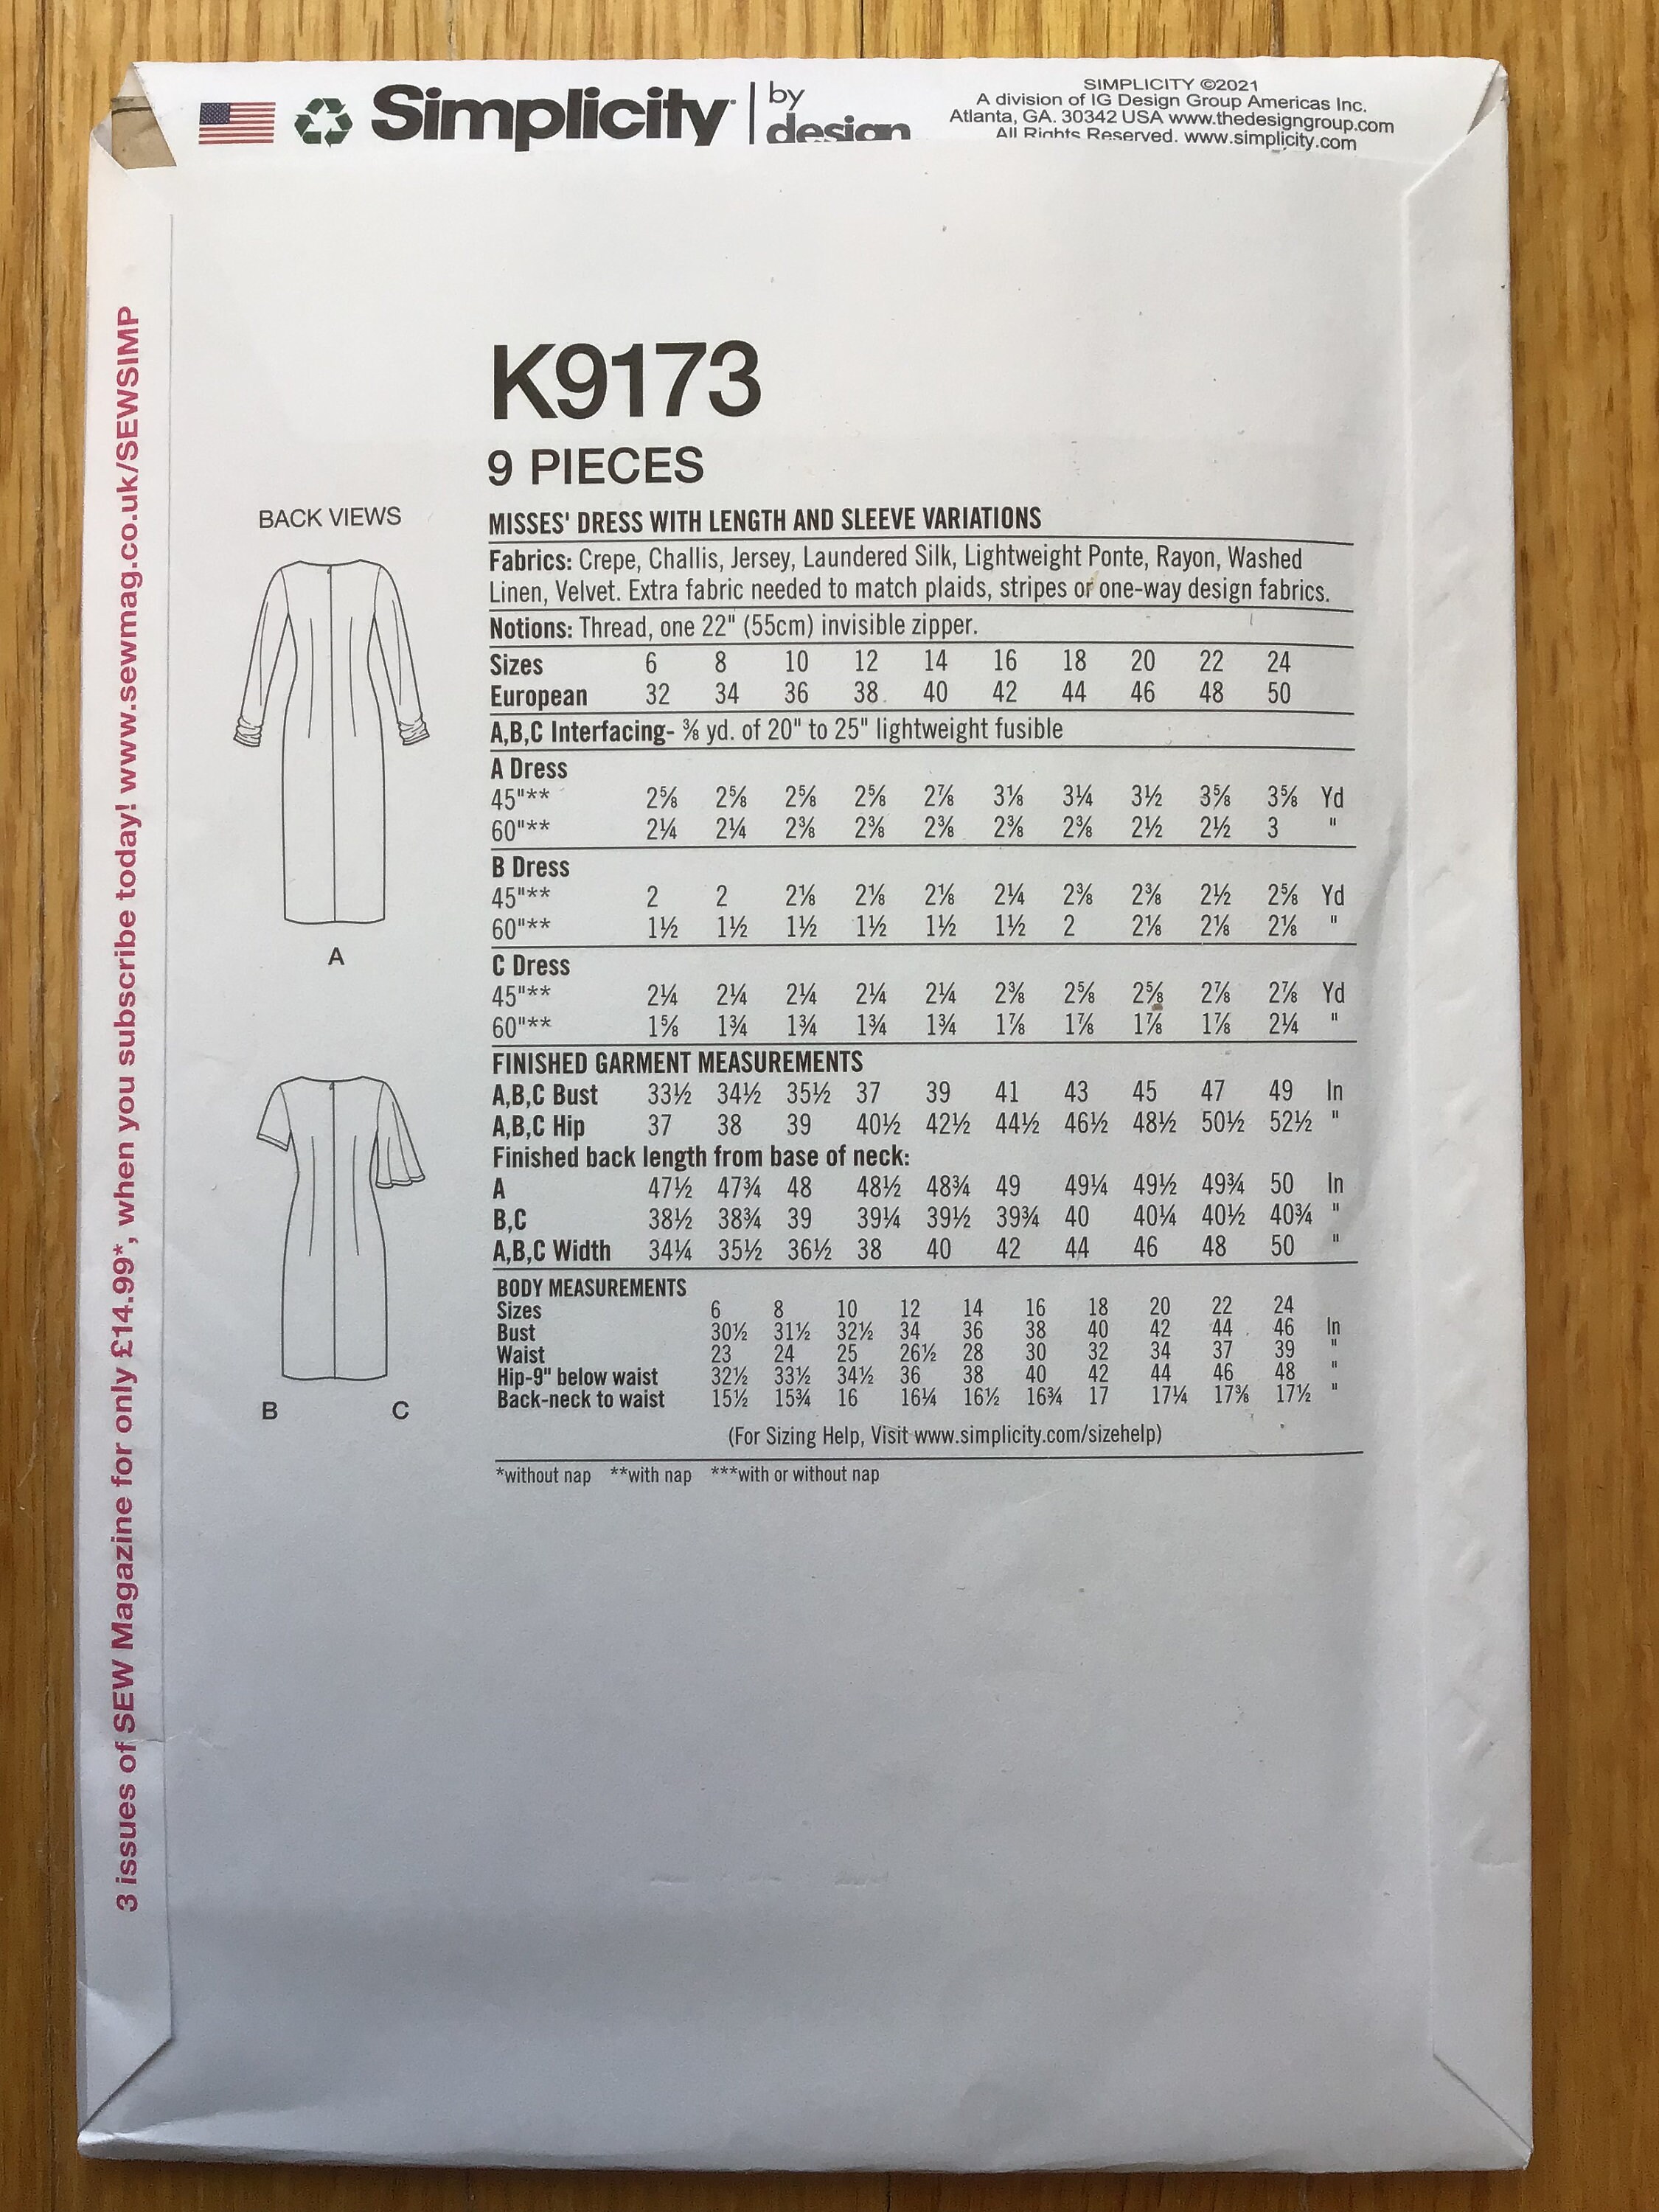 Simplicity by design
SIMPLICITY ©2021
A division of IG Design Group Americas Inc.
Atlanta, GA. 30342 USA www.thedesigngroup.com
All Rights Reserved. www.simplicity.com
3 issues of SEW Magazine for only £14.99*, when you subscribe today! www.sewmag.co.uk/SEWSIMP
K9173
9 PIECES
BACK VIEWS
A
B C
MISSES' DRESS WITH LENGTH AND SLEEVE VARIATIONS
Fabrics: Crepe, Challis, Jersey, Laundered Silk, Lightweight Ponte, Rayon, Washed
Linen, Velvet. Extra fabric needed to match plaids, stripes or one-way design fabrics.
Notions: Thread, one 22" (55cm) invisible zipper.
Sizes 6 8 10 12 14 16 18 20 22 24
European 32 34 36 38 40 42 44 46 48 50
A,B,C Interfacing- ⅜ yd. of 20" to 25" lightweight fusible
A Dress
45"** 2⅝ 2⅝ 2⅝ 2⅝ 2⅞ 3⅛ 3¼ 3½ 3⅝ 3⅝ Yd
60"** 2¼ 2¼ 2⅜ 2⅜ 2⅜ 2⅜ 2⅜ 2½ 2½ 3 "
B Dress
45"** 2 2 2⅛ 2⅛ 2⅛ 2¼ 2⅜ 2⅜ 2½ 2⅝ Yd
60"** 1½ 1½ 1½ 1½ 1½ 1½ 2 2⅛ 2⅛ 2⅛ "
C Dress
45"** 2¼ 2¼ 2¼ 2¼ 2¼ 2⅜ 2⅝ 2⅝ 2⅞ 2⅞ Yd
60"** 1⅝ 1¾ 1¾ 1¾ 1¾ 1⅞ 1⅞ 1⅞ 1⅞ 2¼ "
FINISHED GARMENT MEASUREMENTS
A,B,C Bust 33½ 34½ 35½ 37 39 41 43 45 47 49 In
A,B,C Hip 37 38 39 40½ 42½ 44½ 46½ 48½ 50½ 52½ "
Finished back length from base of neck:
A 47½ 47¾ 48 48½ 48¾ 49 49¼ 49½ 49¾ 50 In
B,C 38½ 38¾ 39 39¼ 39½ 39¾ 40 40¼ 40½ 40¾ "
A,B,C Width 34¼ 35½ 36½ 38 40 42 44 46 48 50 "
BODY MEASUREMENTS
Sizes 6 8 10 12 14 16 18 20 22 24
Bust 30½ 31½ 32½ 34 36 38 40 42 44 46 In
Waist 23 24 25 26½ 28 30 32 34 37 39 "
Hip-9" below waist 32½ 33½ 34½ 36 38 40 42 44 46 48 "
Back-neck to waist 15½ 15¾ 16 16¼ 16½ 16¾ 17 17¼ 17⅜ 17½ "
(For Sizing Help, Visit www.simplicity.com/sizehelp)
*without nap **with nap ***with or without nap